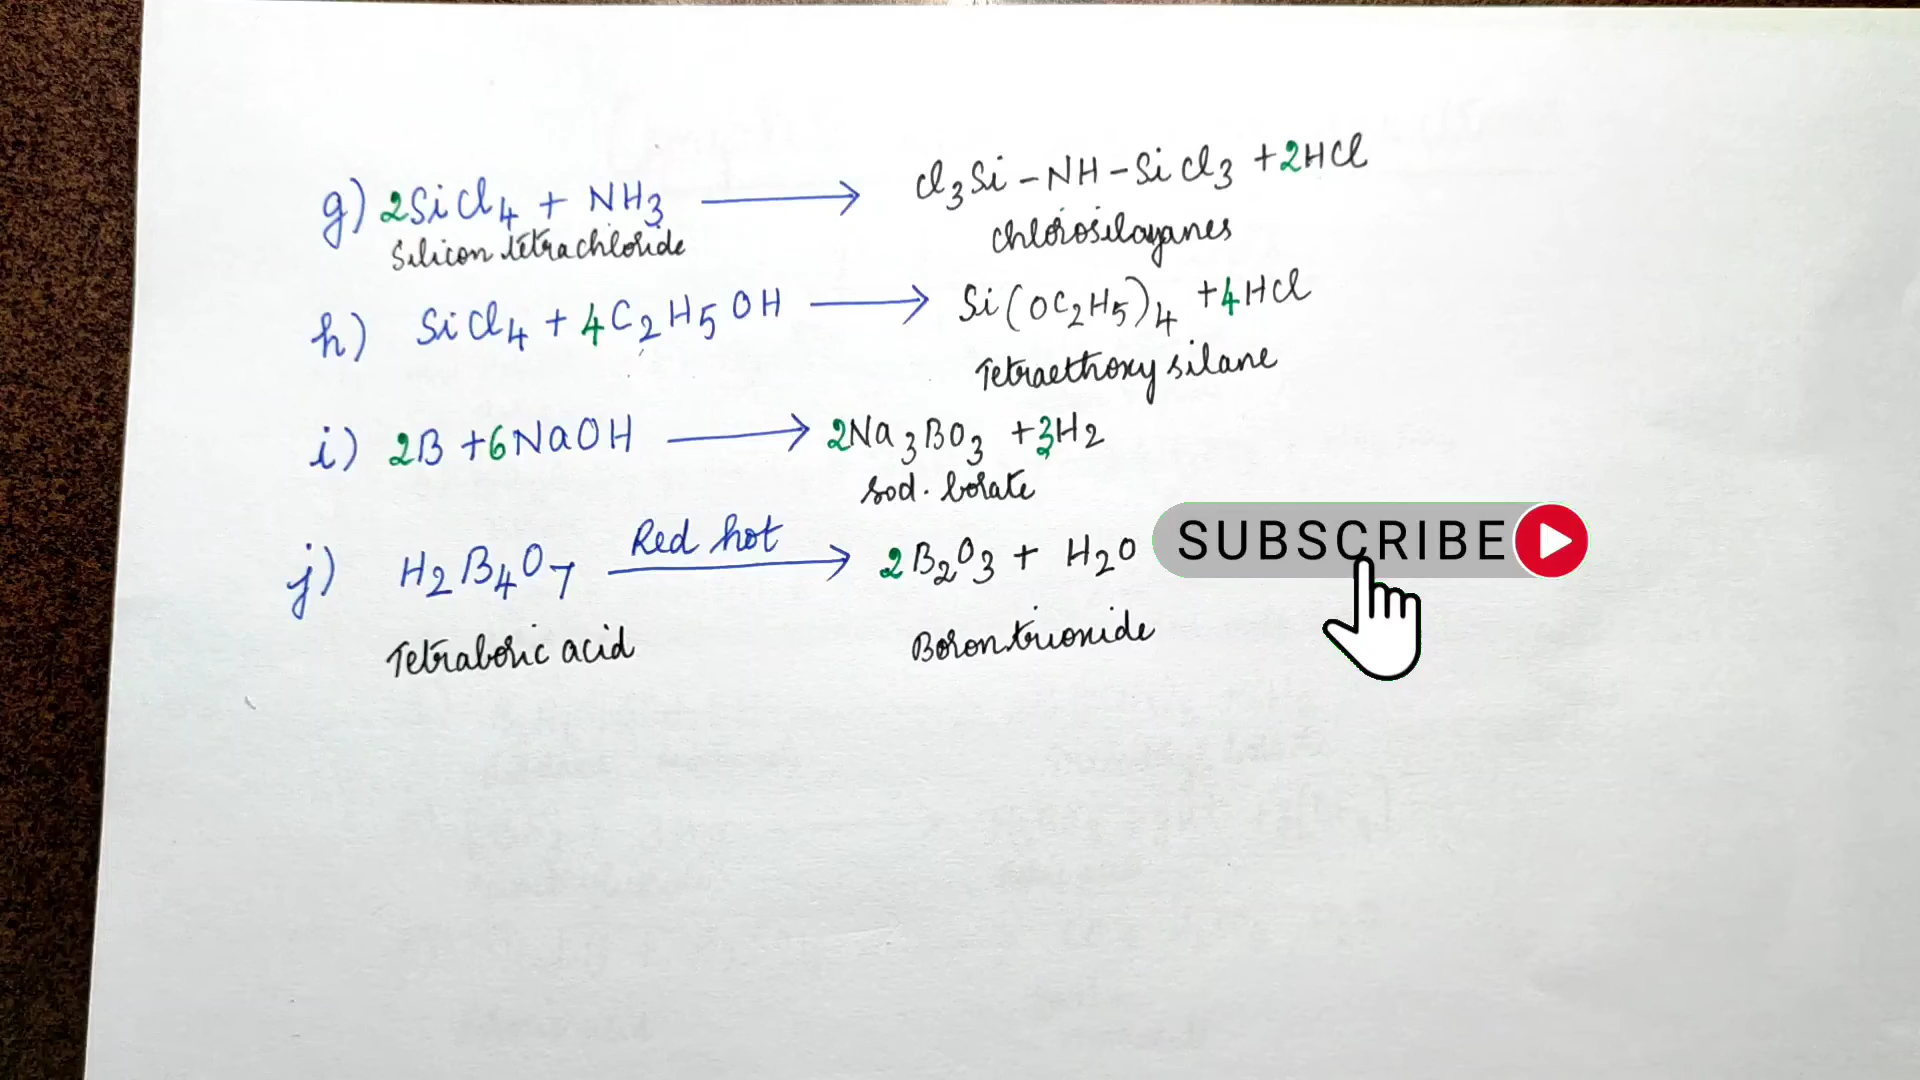 g) 2SiCl4 + NH3 ⟶ Cl3Si – NH – SiCl3 + 2HCl
Silicon tetrachloride chlorosilazanes
h) SiCl4 + 4C2H5OH ⟶ Si(OC2H5)4 + 4HCl
Tetraethoxy silane
i) 2B + 6NaOH ⟶ 2Na3BO3 + 3H2
sod. borate
Red hot
j) H2B4O7 ⟶ 2B2O3 + H2O
Tetraboric acid Boron trioxide
SUBSCRIBE